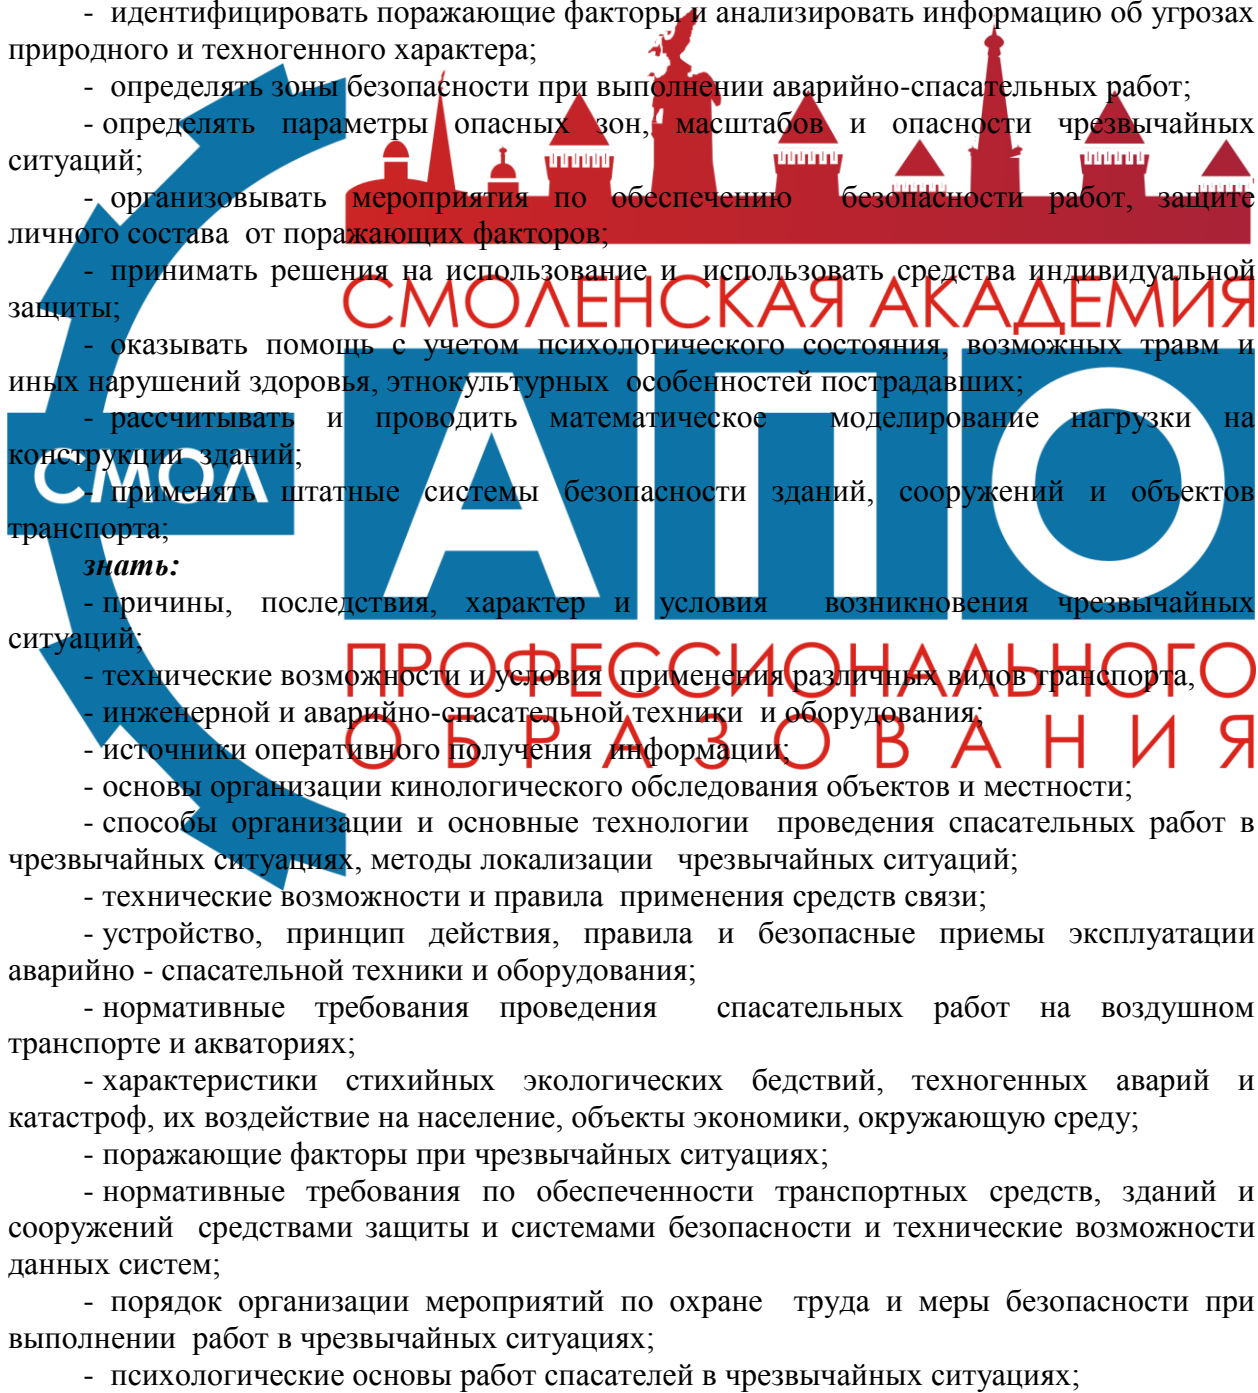 - идентифицировать поражающие факторы и анализировать информацию об угрозах
природного и техногенного характера;
- определять зоны безопасности при выполнении аварийно-спасательных работ;
- определять параметры опасных зон, масштабов и опасности чрезвычайных
ситуаций;
- организовывать мероприятия по обеспечению безопасности работ, защите
личного состава от поражающих факторов;
- принимать решения на использование и использовать средства индивидуальной
защиты;
СМОЛЕНСКАЯ АКАДЕМИЯ
- оказывать помощь с учетом психологического состояния, возможных травм и
иных нарушений здоровья, этнокультурных особенностей пострадавших;
- рассчитывать и проводить математическое моделирование нагрузки на
конструкции зданий;
СМОЛ
АПО
- применять штатные системы безопасности зданий, сооружений и объектов
транспорта;
знать:
- причины, последствия, характер и условия возникновения чрезвычайных
ситуаций;
ПРОФЕССИОНАЛЬНОГО
- технические возможности и условия применения различных видов транспорта,
- инженерной и аварийно-спасательной техники и оборудования;
ОБРАЗОВАНИЯ
- источники оперативного получения информации;
- основы организации кинологического обследования объектов и местности;
- способы организации и основные технологии проведения спасательных работ в
чрезвычайных ситуациях, методы локализации чрезвычайных ситуаций;
- технические возможности и правила применения средств связи;
- устройство, принцип действия, правила и безопасные приемы эксплуатации
аварийно - спасательной техники и оборудования;
- нормативные требования проведения спасательных работ на воздушном
транспорте и акваториях;
- характеристики стихийных экологических бедствий, техногенных аварий и
катастроф, их воздействие на население, объекты экономики, окружающую среду;
- поражающие факторы при чрезвычайных ситуациях;
- нормативные требования по обеспеченности транспортных средств, зданий и
сооружений средствами защиты и системами безопасности и технические возможности
данных систем;
- порядок организации мероприятий по охране труда и меры безопасности при
выполнении работ в чрезвычайных ситуациях;
- психологические основы работ спасателей в чрезвычайных ситуациях;